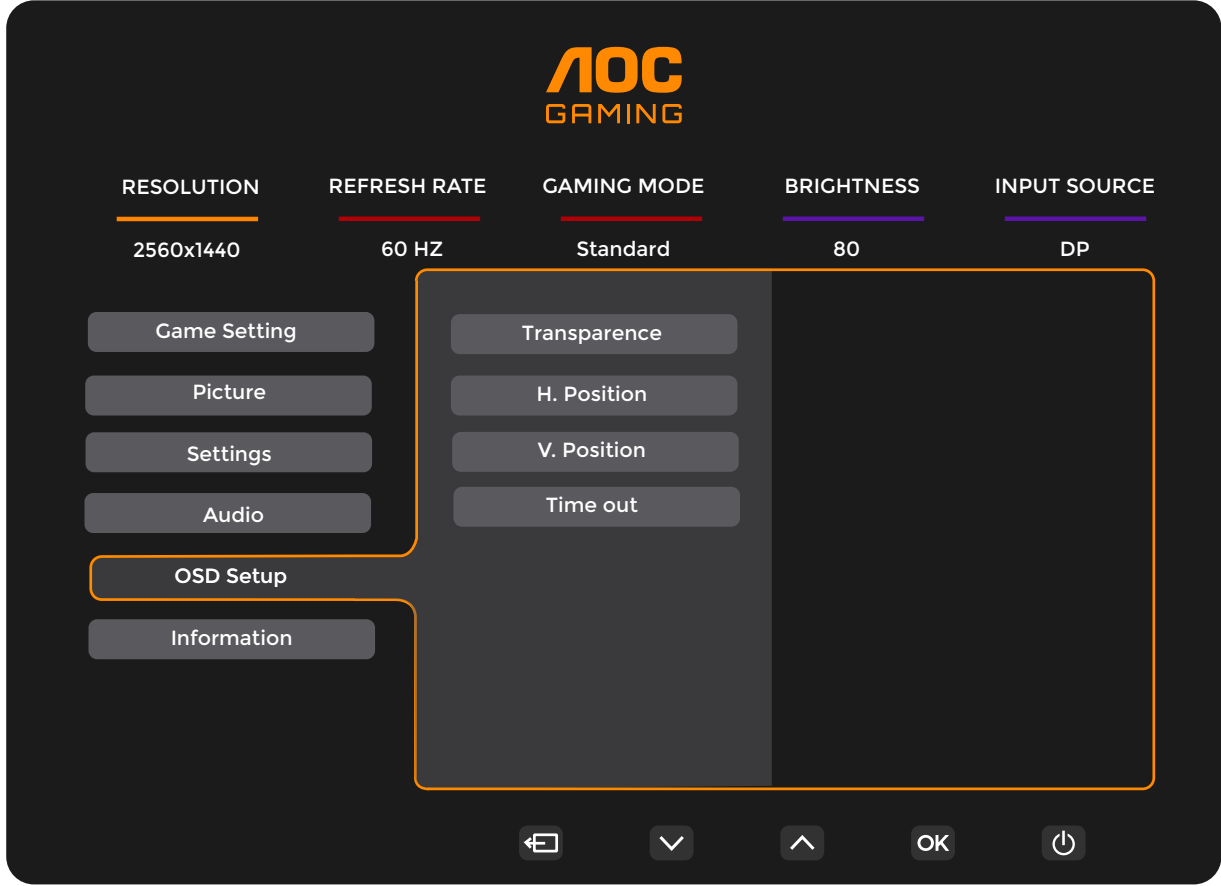 AOC
GAMING
RESOLUTION REFRESH RATE GAMING MODE BRIGHTNESS INPUT SOURCE
2560x1440 60 HZ Standard 80 DP
Game Setting
Picture
Settings
Audio
OSD Setup
Information
Transparence
H. Position
V. Position
Time out
OK